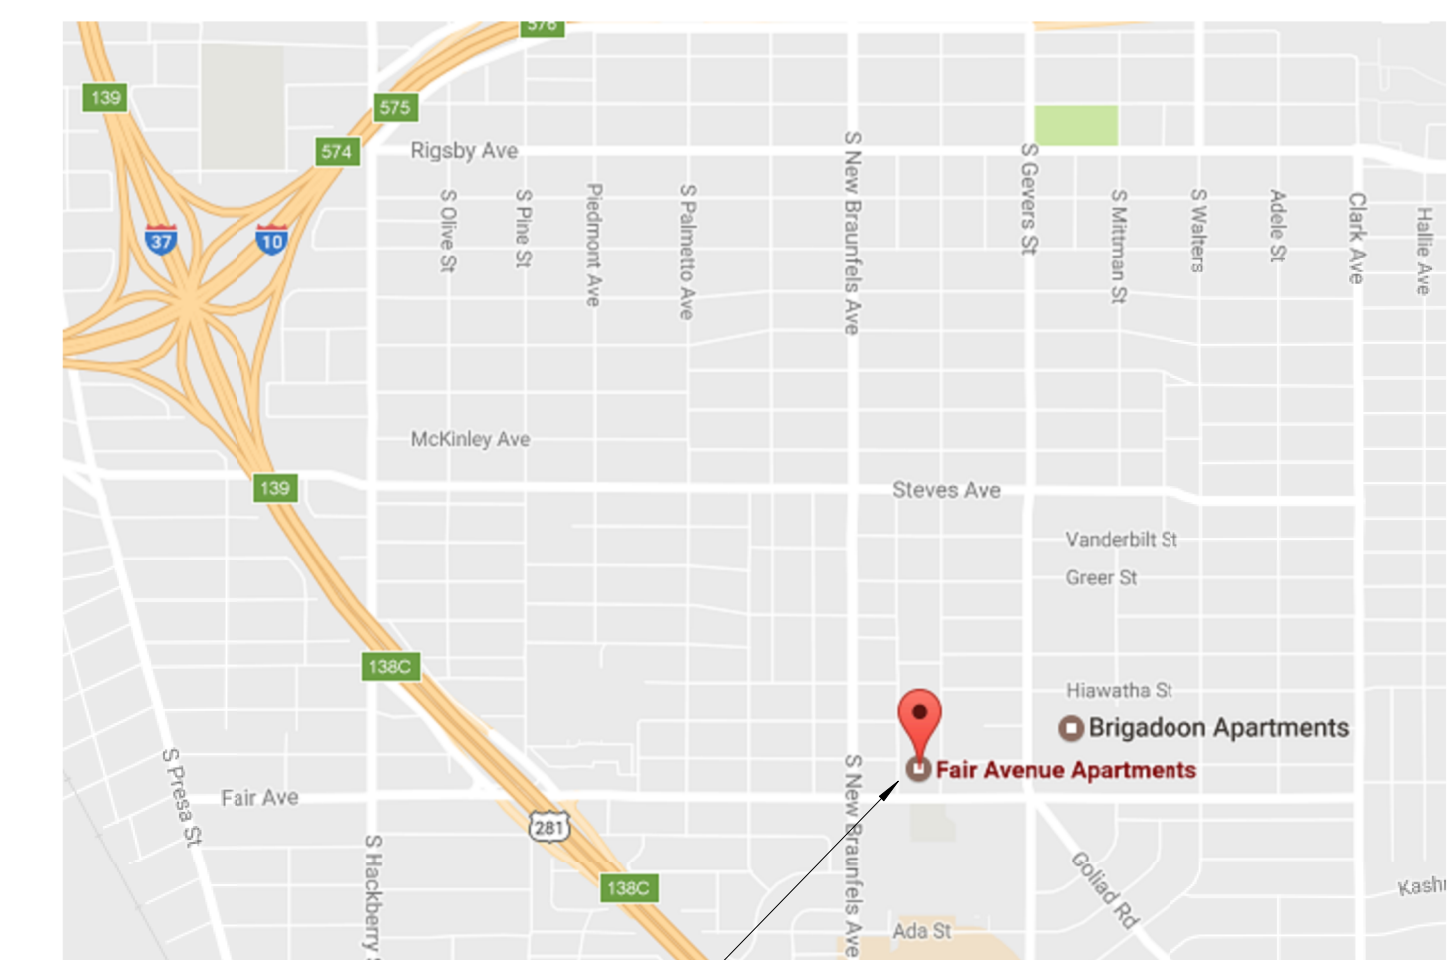 576
139
575
574
Rigsby Ave
37
10
S Olive St
S Pine St
Piedmont Ave
S Palmetto Ave
S New Braunfels Ave
S Gevers St
S Mittman St
S Walters
Adele St
Clark Ave
Hallie Ave
McKinley Ave
139
Steves Ave
Vanderbilt St
Greer St
138C
Hiawatha St
Brigadoon Apartments
Fair Avenue Apartments
S Presa St
Fair Ave
281
S Hackberry
S New Braunfels Ave
138C
Goliad Rd
Ada St